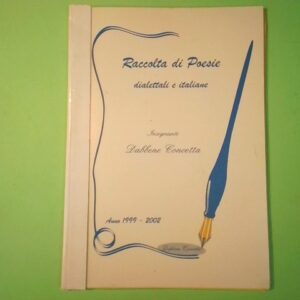 Raccolta di Poesie
dialettali e italiane
Insegnante
Dabbene Concetta
Anno 1999 - 2002